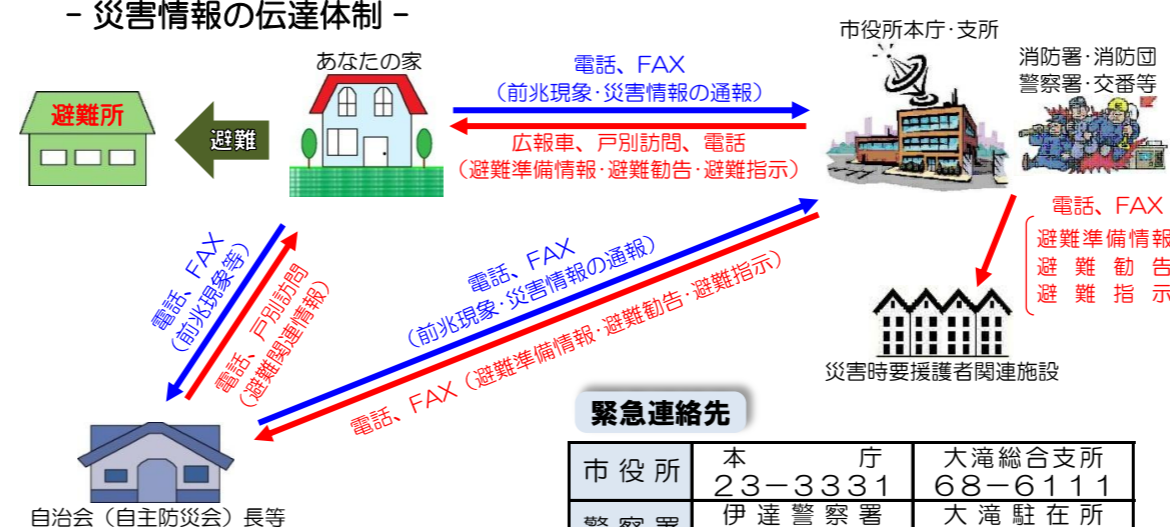 - 災害情報の伝達体制 -
市役所本庁・支所
あなたの家
消防署・消防団
警察署・交番等
電話、FAX
(前兆現象・災害情報の通報)
避難所
避難
広報車、戸別訪問、電話
(避難準備情報・避難勧告・避難指示)
電話、FAX
避難準備情報
避難勧告
避難指示
電話、FAX
(前兆現象等)
電話、戸別訪問
(避難関連情報)
電話、FAX
(前兆現象・災害情報の通報)
電話、FAX(避難準備情報・避難勧告・避難指示)
災害時要援護者関連施設
自治会(自主防災会)長等
緊急連絡先
市役所 本庁 大滝総合支所
23-3331 68-6111
警察署 伊達警察署 大滝駐在所